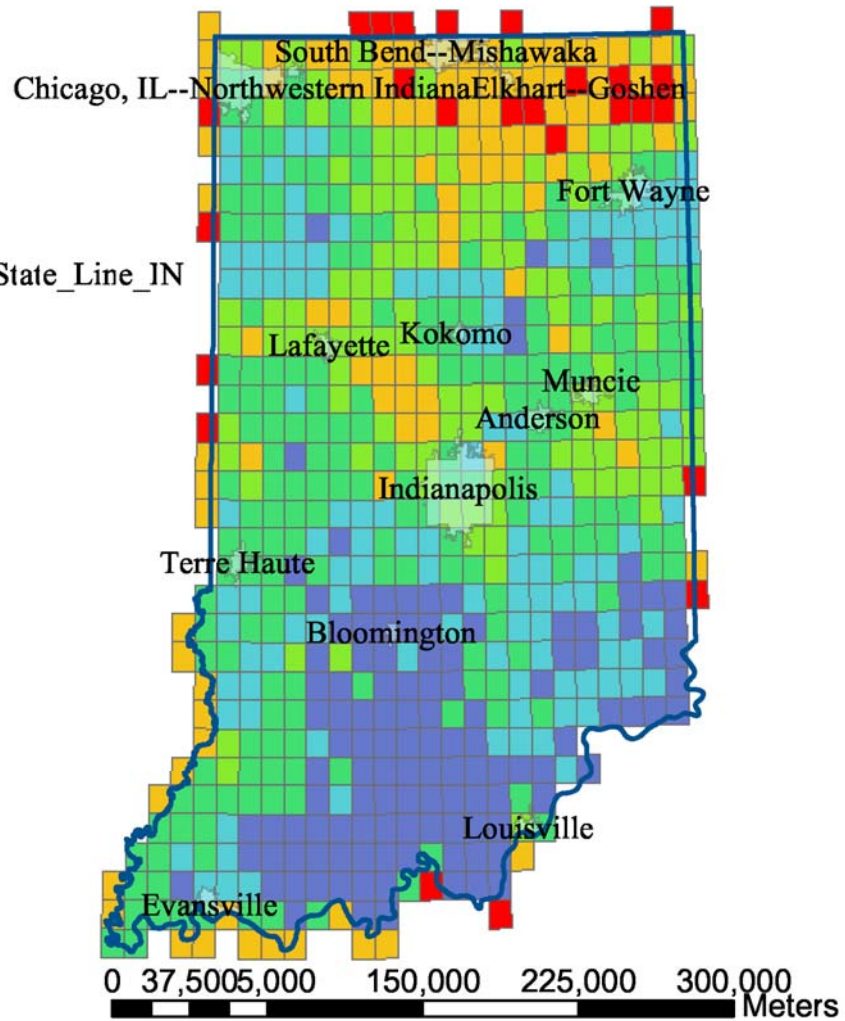 South Bend--Mishawaka
Chicago, IL--Northwestern IndianaElkhart--Goshen
Fort Wayne
State_Line_IN
Kokomo
Lafayette
Muncie
Anderson
Indianapolis
Terre Haute
Bloomington
Louisville
Evansville
0 37,50075,000 150,000 225,000 300,000
Meters